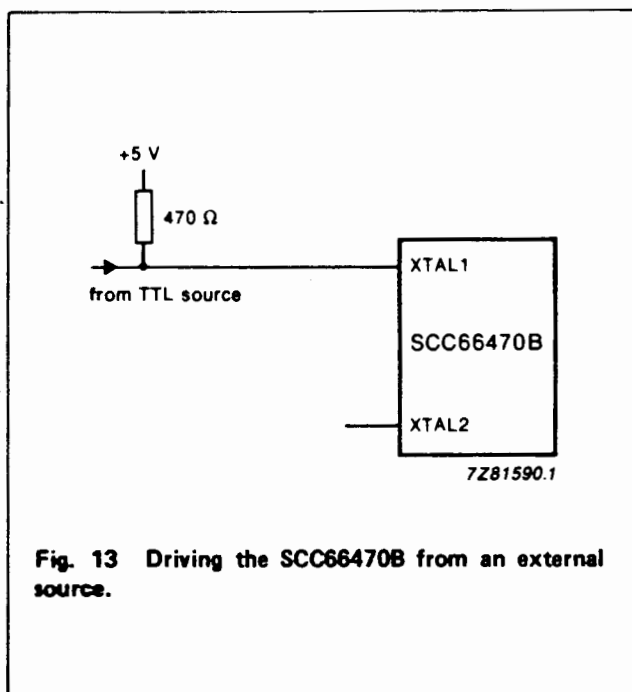 +5 V
470 Ω
from TTL source
XTAL1
SCC66470B
XTAL2
7Z81590.1
Fig. 13 Driving the SCC66470B from an external
source.